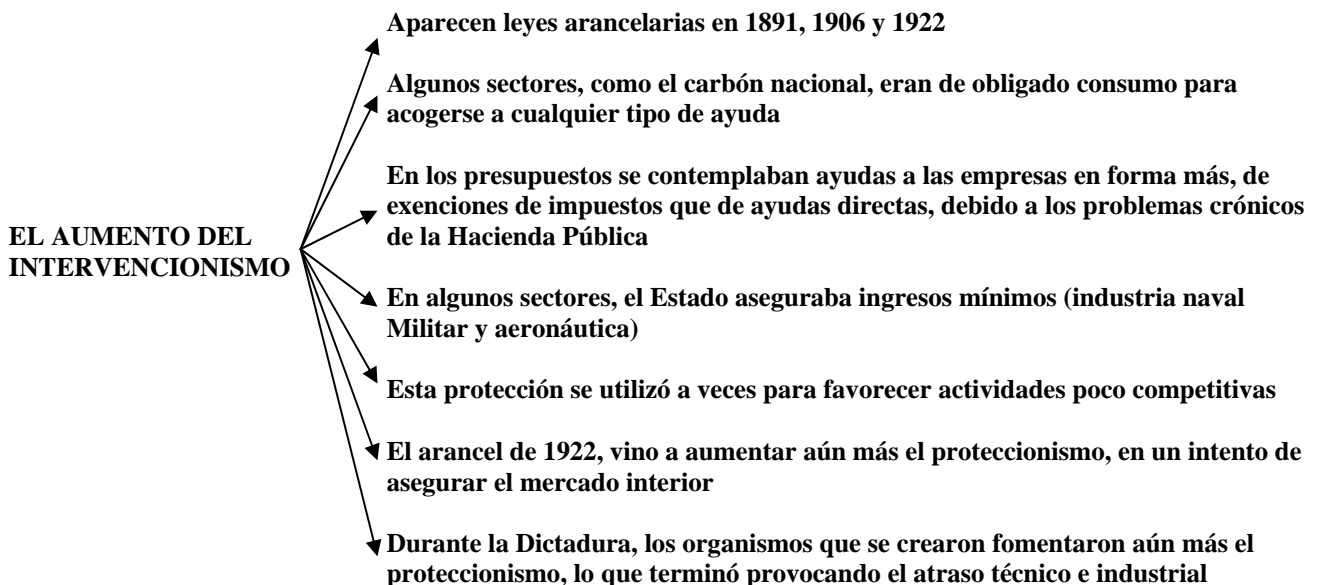 Aparecen leyes arancelarias en 1891, 1906 y 1922
Algunos sectores, como el carbón nacional, eran de obligado consumo para
acogerse a cualquier tipo de ayuda
En los presupuestos se contemplaban ayudas a las empresas en forma más, de
exenciones de impuestos que de ayudas directas, debido a los problemas crónicos
de la Hacienda Pública
EL AUMENTO DEL
INTERVENCIONISMO
En algunos sectores, el Estado aseguraba ingresos mínimos (industria naval
Militar y aeronáutica)
Esta protección se utilizó a veces para favorecer actividades poco competitivas
El arancel de 1922, vino a aumentar aún más el proteccionismo, en un intento de
asegurar el mercado interior
Durante la Dictadura, los organismos que se crearon fomentaron aún más el
proteccionismo, lo que terminó provocando el atraso técnico e industrial